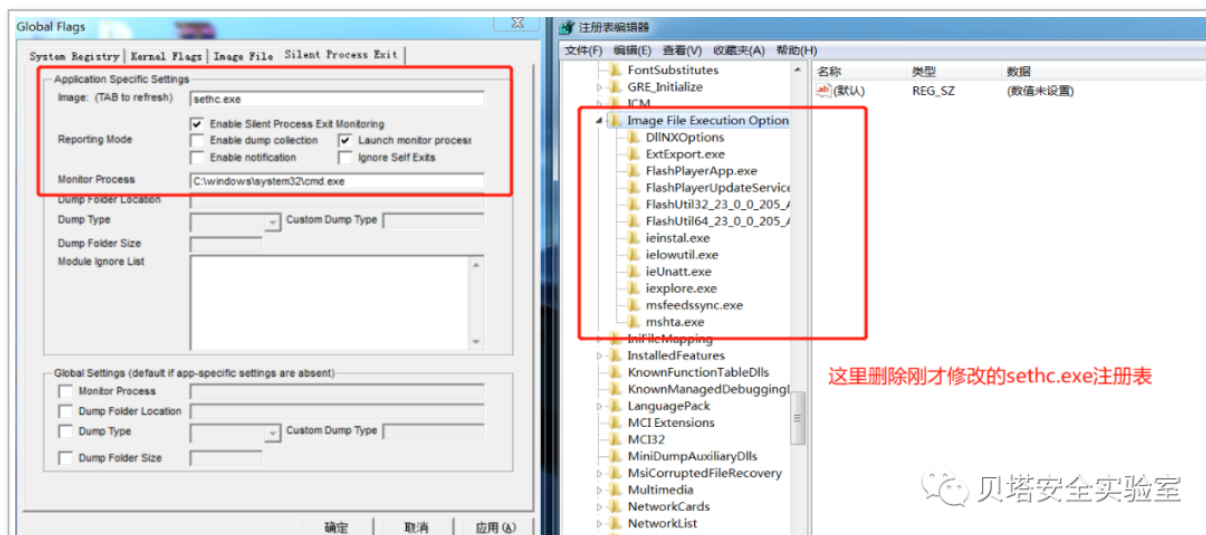 Global Flags
System Registry
Kernel Flags
Image File
Silent Process Exit
Application Specific Settings
Image: (TAB to refresh)
sethc.exe
Enable Silent Process Exit Monitoring
Reporting Mode
Enable dump collection
Launch monitor process
Enable notification
Ignore Self Exits
Monitor Process
C:\windows\system32\cmd.exe
Dump Folder Location
Dump Type
Custom Dump Type
Dump Folder Size
Module Ignore List
Global Settings (default if app-specific settings are absent)
Monitor Process
Dump Folder Location
Dump Type
Custom Dump Type
Dump Folder Size
确定
取消
应用(A)
注册表编辑器
文件(F) 编辑(E) 查看(V) 收藏夹(A) 帮助(H)
FontSubstitutes
GRE_Initialize
ICM
Image File Execution Option
DllNXOptions
ExtExport.exe
FlashPlayerApp.exe
FlashPlayerUpdateService
FlashUtil32_23_0_0_205_A
FlashUtil64_23_0_0_205_A
ieinstal.exe
ielowutil.exe
ieUnatt.exe
iexplore.exe
msfeedssync.exe
mshta.exe
IniFileMapping
InstalledFeatures
KnownFunctionTableDlls
KnownManagedDebuggingD
LanguagePack
MCI Extensions
MCI32
MiniDumpAuxiliaryDlls
MsiCorruptedFileRecovery
Multimedia
NetworkCards
NetworkList
名称 类型 数据
(默认) REG_SZ (数值未设置)
这里删除刚才修改的sethc.exe注册表
贝塔安全实验室